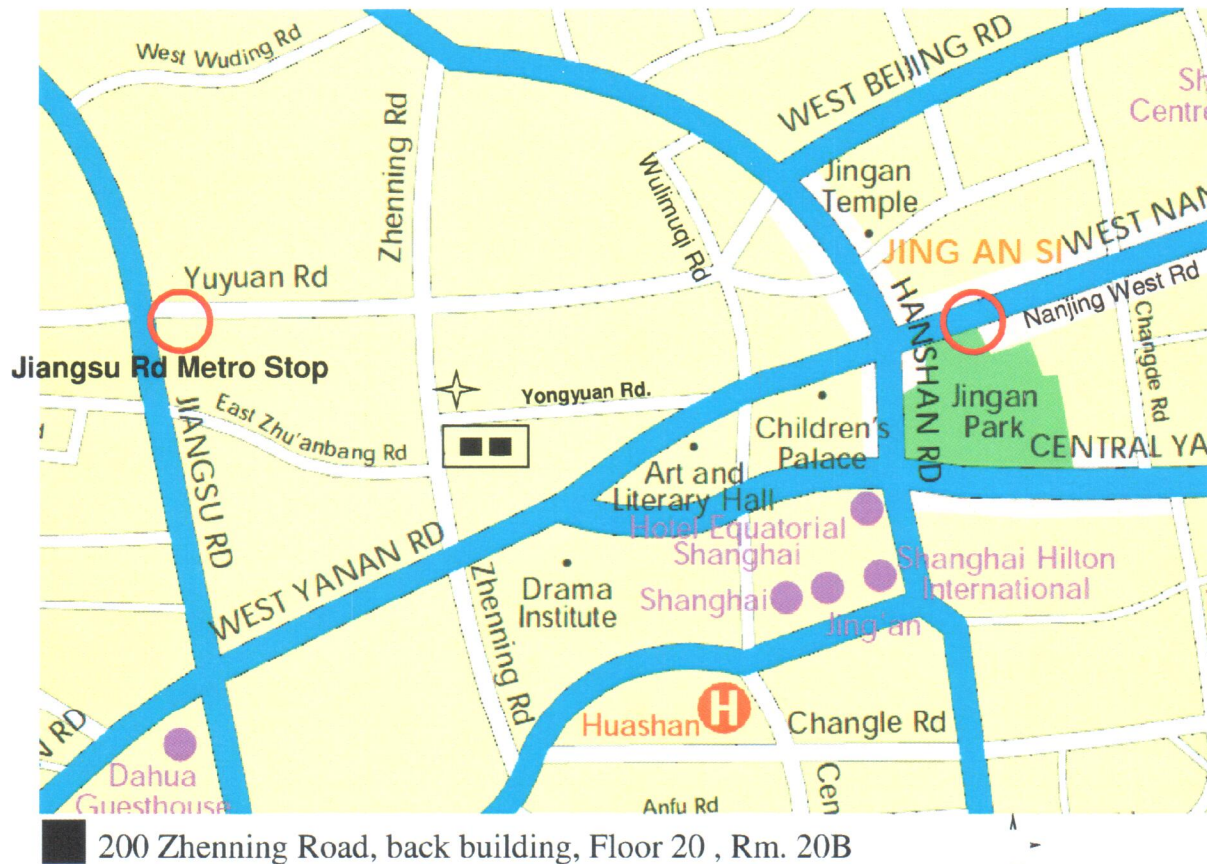 West Wuding Rd
Zhenning Rd
WEST BEIJING RD
Sh
Centre
Wulimuqi Rd
Jingan
Temple
JING AN SI
WEST NAN
Nanjing West Rd
Yuyuan Rd
HANSHAN RD
Changde Rd
Jiangsu Rd Metro Stop
JIANGSU RD
East Zhu'anbang Rd
Yongyuan Rd.
Children's
Palace
Jingan
Park
CENTRAL YA
Art and
Literary Hall
Hotel Equatorial
Shanghai
WEST YANAN RD
Zhenning Rd
Drama
Institute
Shanghai
Jing'an
Shanghai Hilton
International
H
Huashan
Changle Rd
N RD
Dahua
Guesthouse
Anfu Rd
Cen
d
200 Zhenning Road, back building, Floor 20 , Rm. 20B